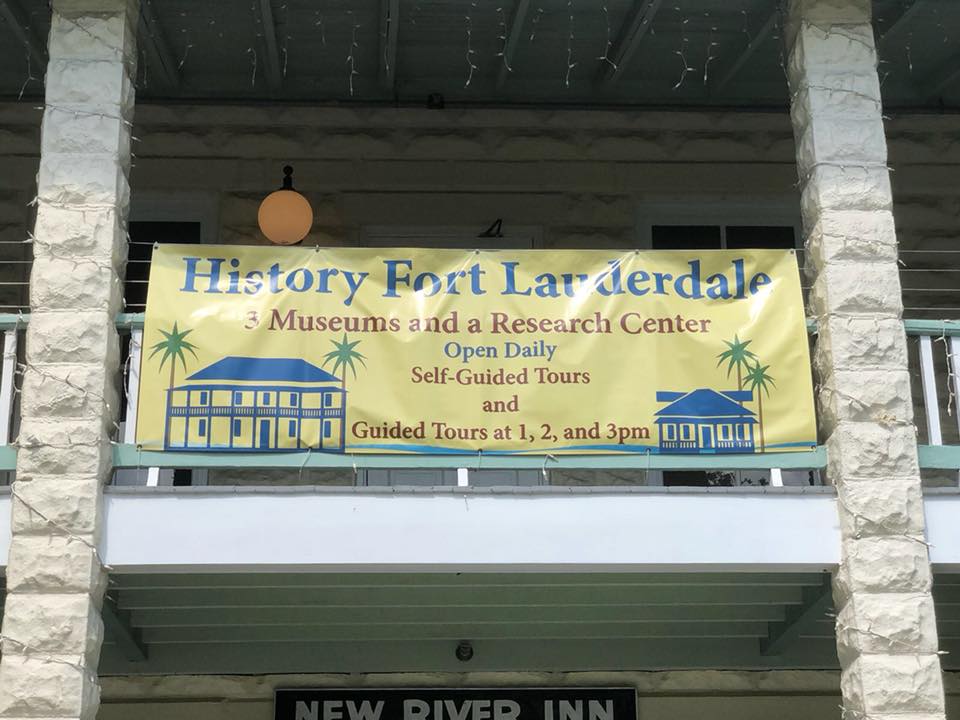 History Fort Lauderdale
3 Museums and a Research Center
Open Daily
Self-Guided Tours
and
Guided Tours at 1, 2, and 3pm
NEW RIVER INN